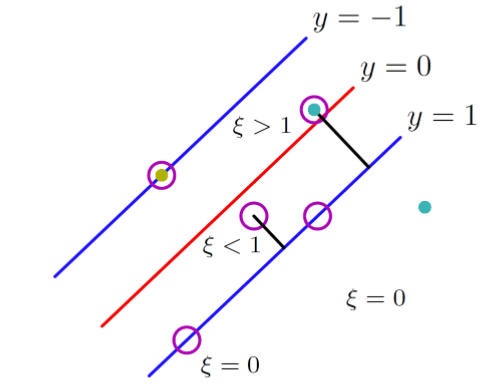 y = −1
y = 0
y = 1
ξ > 1
ξ < 1
ξ = 0
ξ = 0